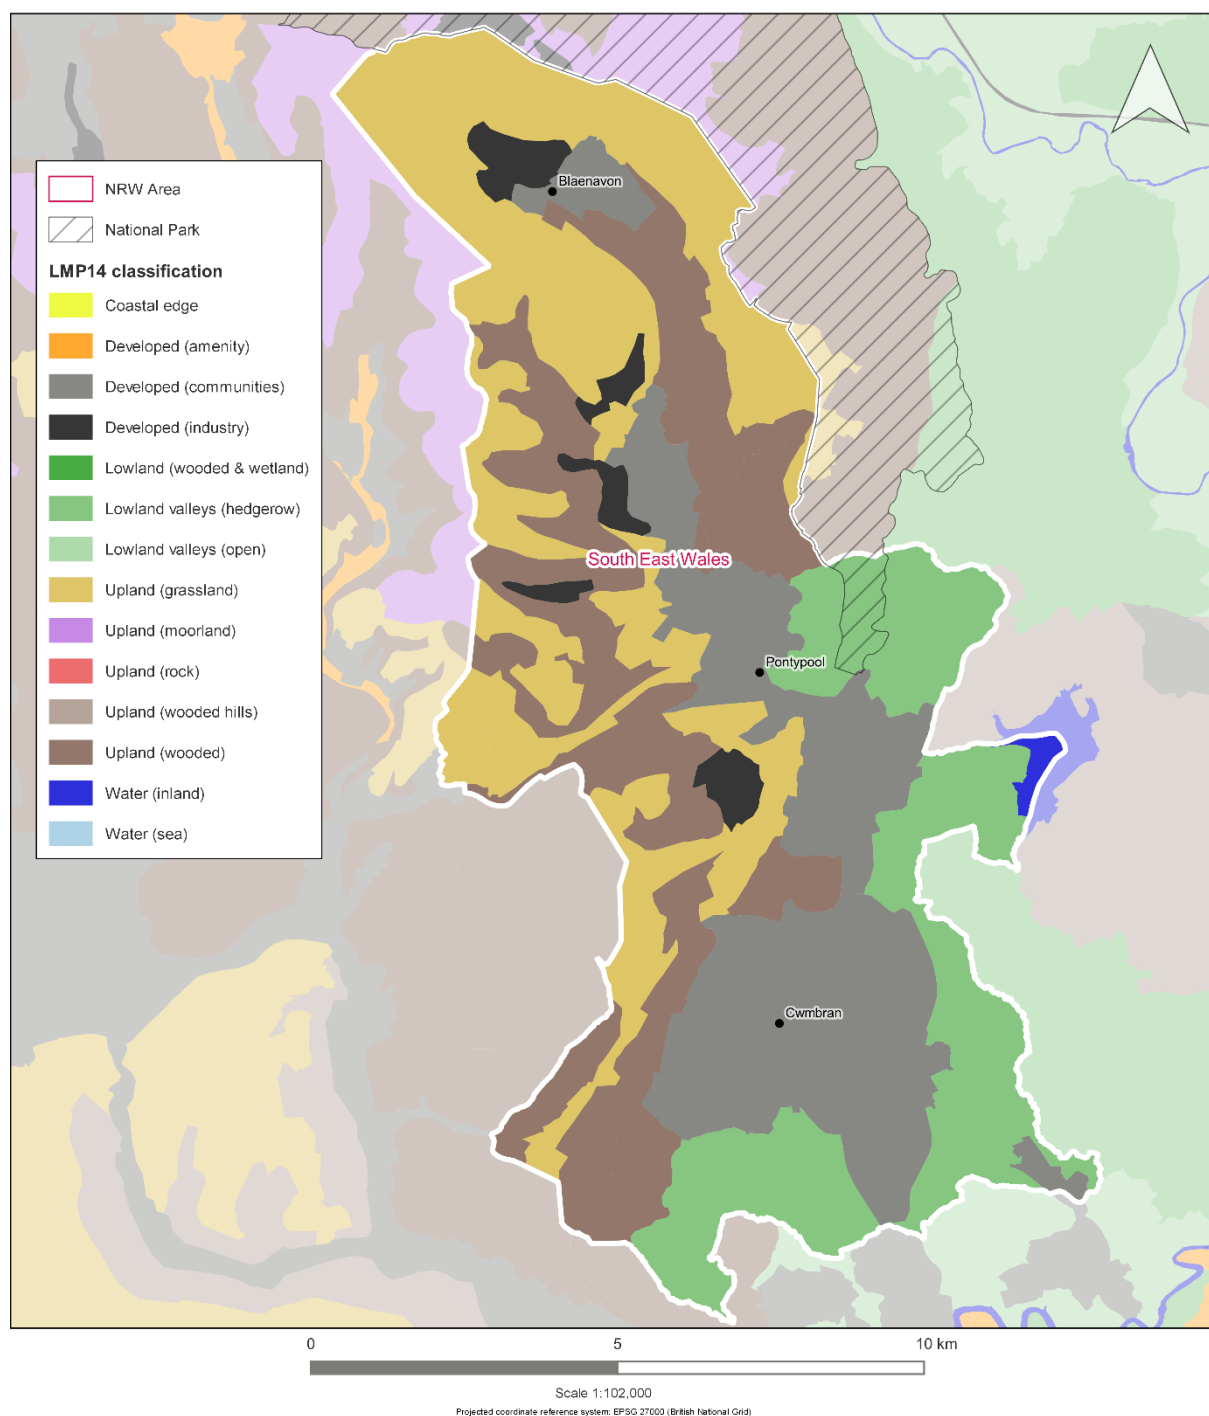 NRW Area
National Park
LMP14 classification
Coastal edge
Developed (amenity)
Developed (communities)
Developed (industry)
Lowland (wooded & wetland)
Lowland valleys (hedgerow)
Lowland valleys (open)
Upland (grassland)
Upland (moorland)
Upland (rock)
Upland (wooded hills)
Upland (wooded)
Water (inland)
Water (sea)
Blaenavon
South East Wales
Pontypool
Cwmbran
0 5 10 km
Scale 1:102,000
Projected coordinate reference system: EPSG 27000 (British National Grid)